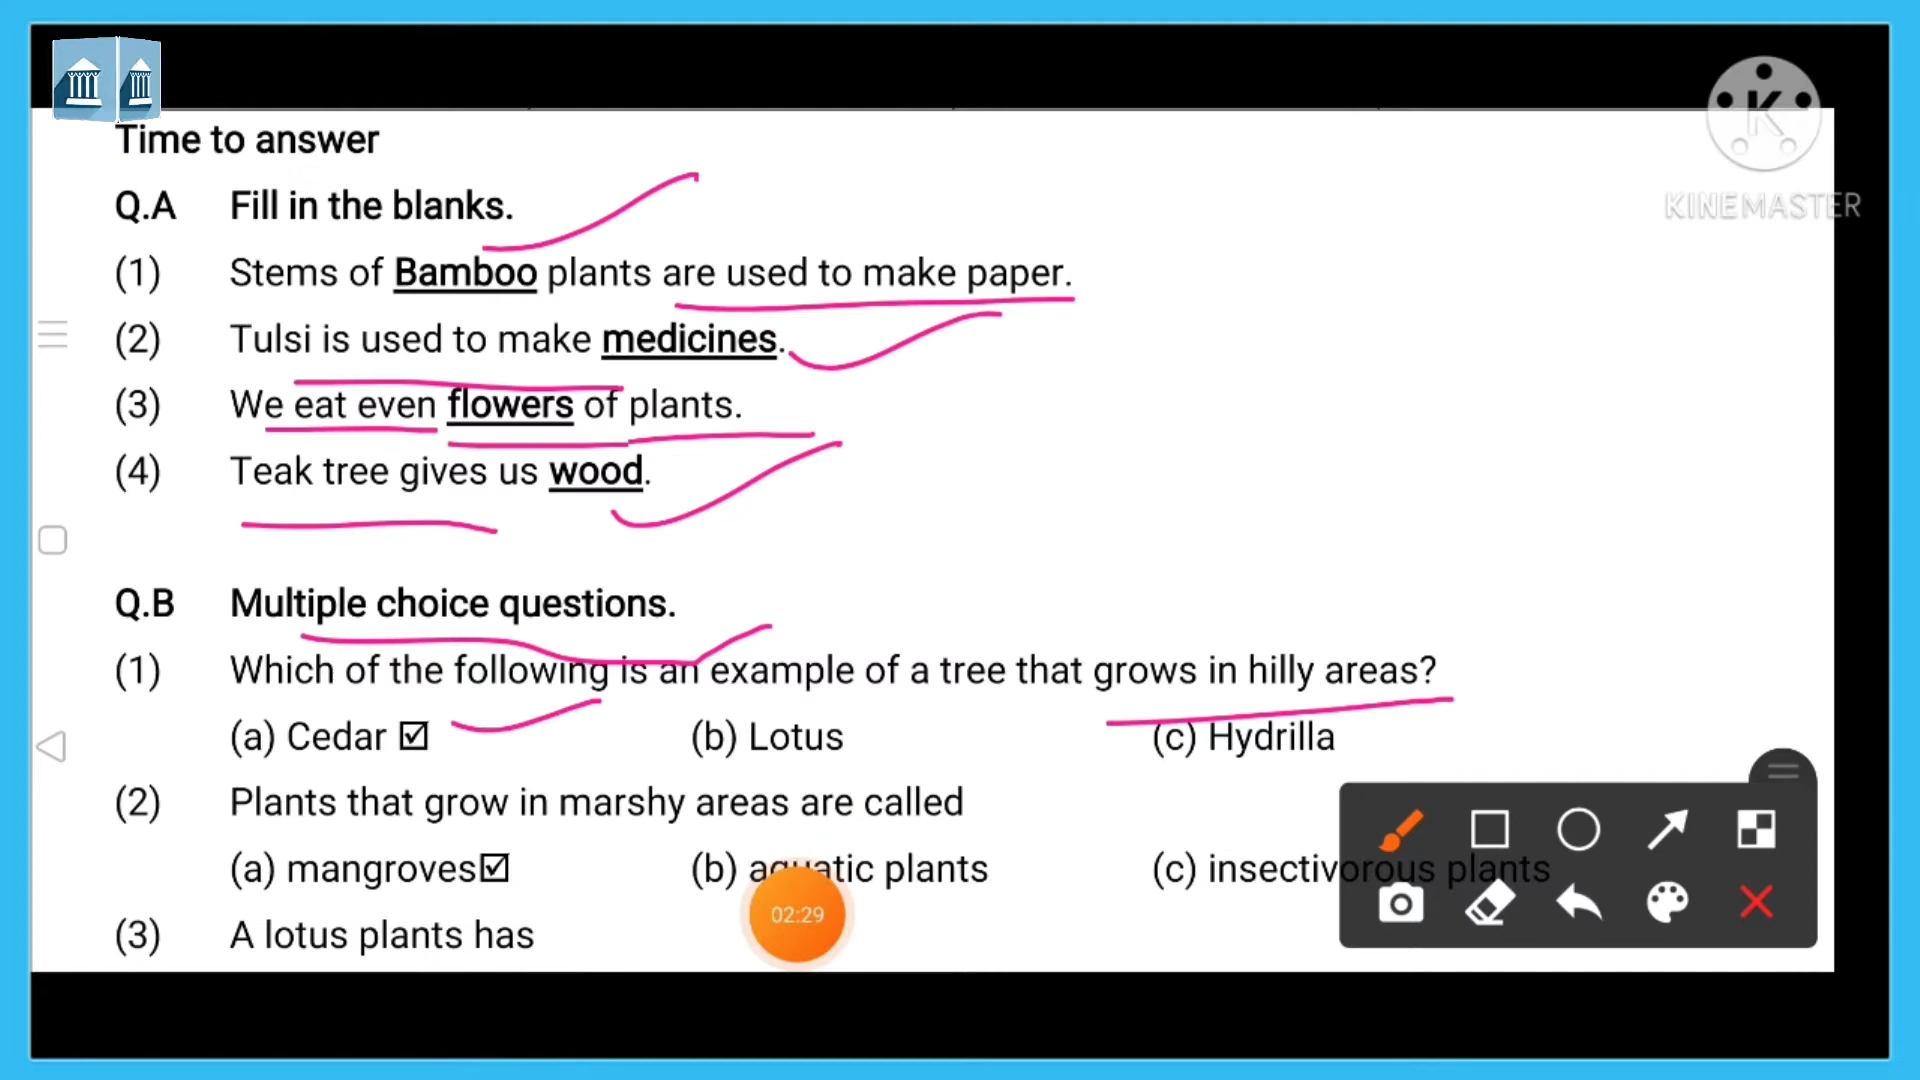 KINEMASTER
Time to answer
Q.A Fill in the blanks.
(1) Stems of Bamboo plants are used to make paper.
(2) Tulsi is used to make medicines.
(3) We eat even flowers of plants.
(4) Teak tree gives us wood.
Q.B Multiple choice questions.
(1) Which of the following is an example of a tree that grows in hilly areas?
(a) Cedar ☑ (b) Lotus (c) Hydrilla
(2) Plants that grow in marshy areas are called
(a) mangroves☑ (b) aquatic plants (c) insectivorous plants
02:29
(3) A lotus plants has